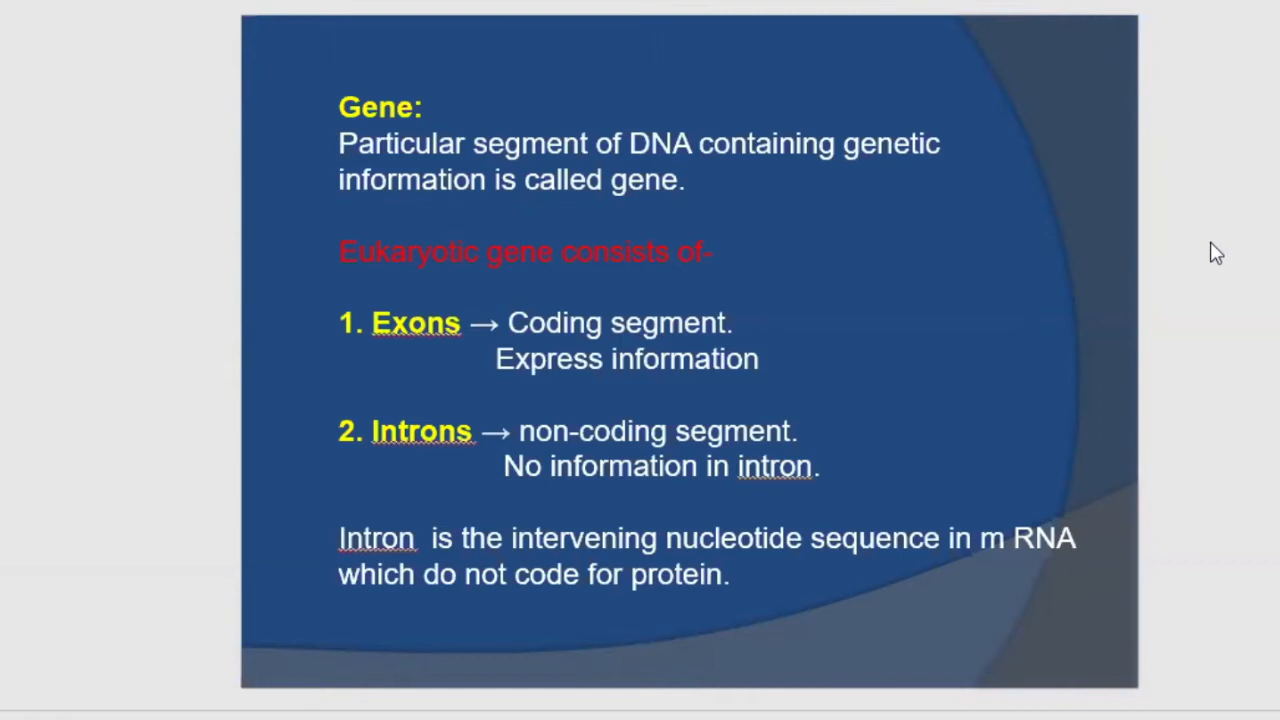 Gene:
Particular segment of DNA containing genetic
information is called gene.
Eukaryotic gene consists of-
1. Exons → Coding segment.
Express information
2. Introns → non-coding segment.
No information in intron.
Intron is the intervening nucleotide sequence in m RNA
which do not code for protein.